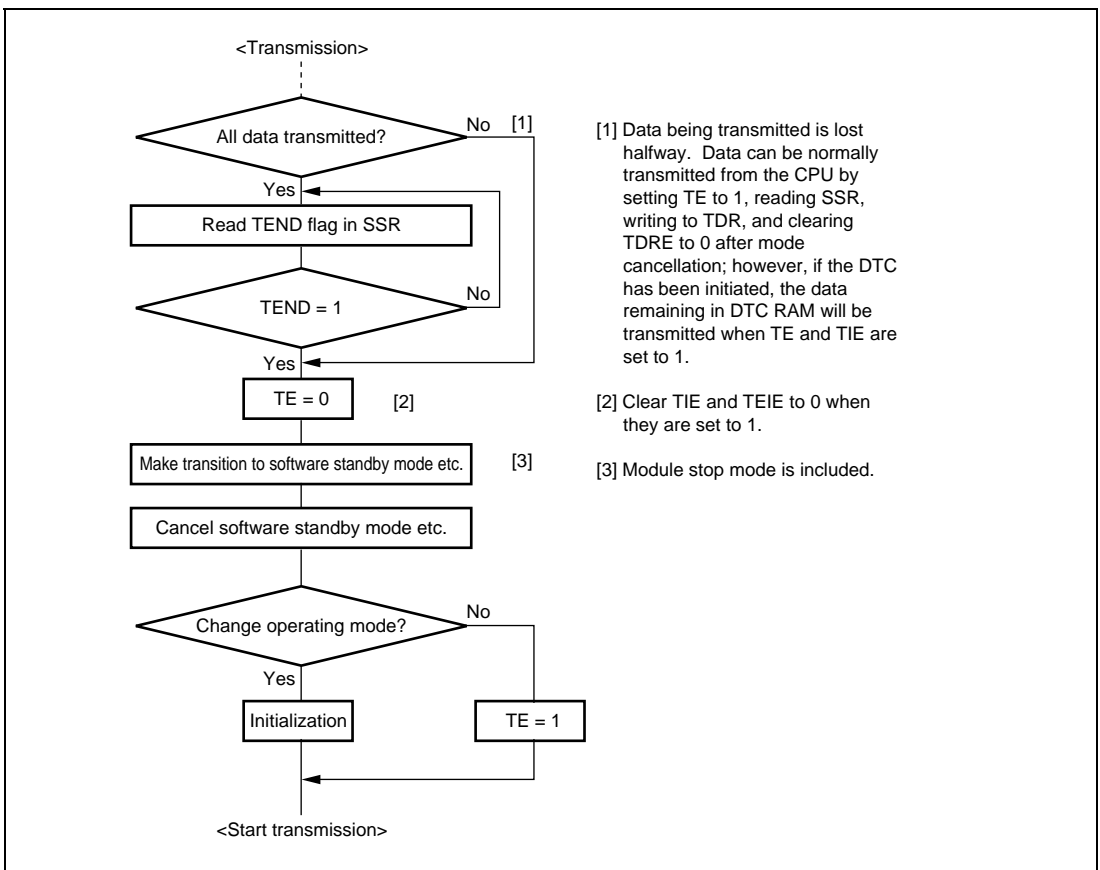 <Transmission>
All data transmitted?
No [1]
Yes
Read TEND flag in SSR
TEND = 1
No
Yes
TE = 0 [2]
Make transition to software standby mode etc. [3]
Cancel software standby mode etc.
Change operating mode?
No
Yes
Initialization
TE = 1
<Start transmission>
[1] Data being transmitted is lost
halfway. Data can be normally
transmitted from the CPU by
setting TE to 1, reading SSR,
writing to TDR, and clearing
TDRE to 0 after mode
cancellation; however, if the DTC
has been initiated, the data
remaining in DTC RAM will be
transmitted when TE and TIE are
set to 1.
[2] Clear TIE and TEIE to 0 when
they are set to 1.
[3] Module stop mode is included.